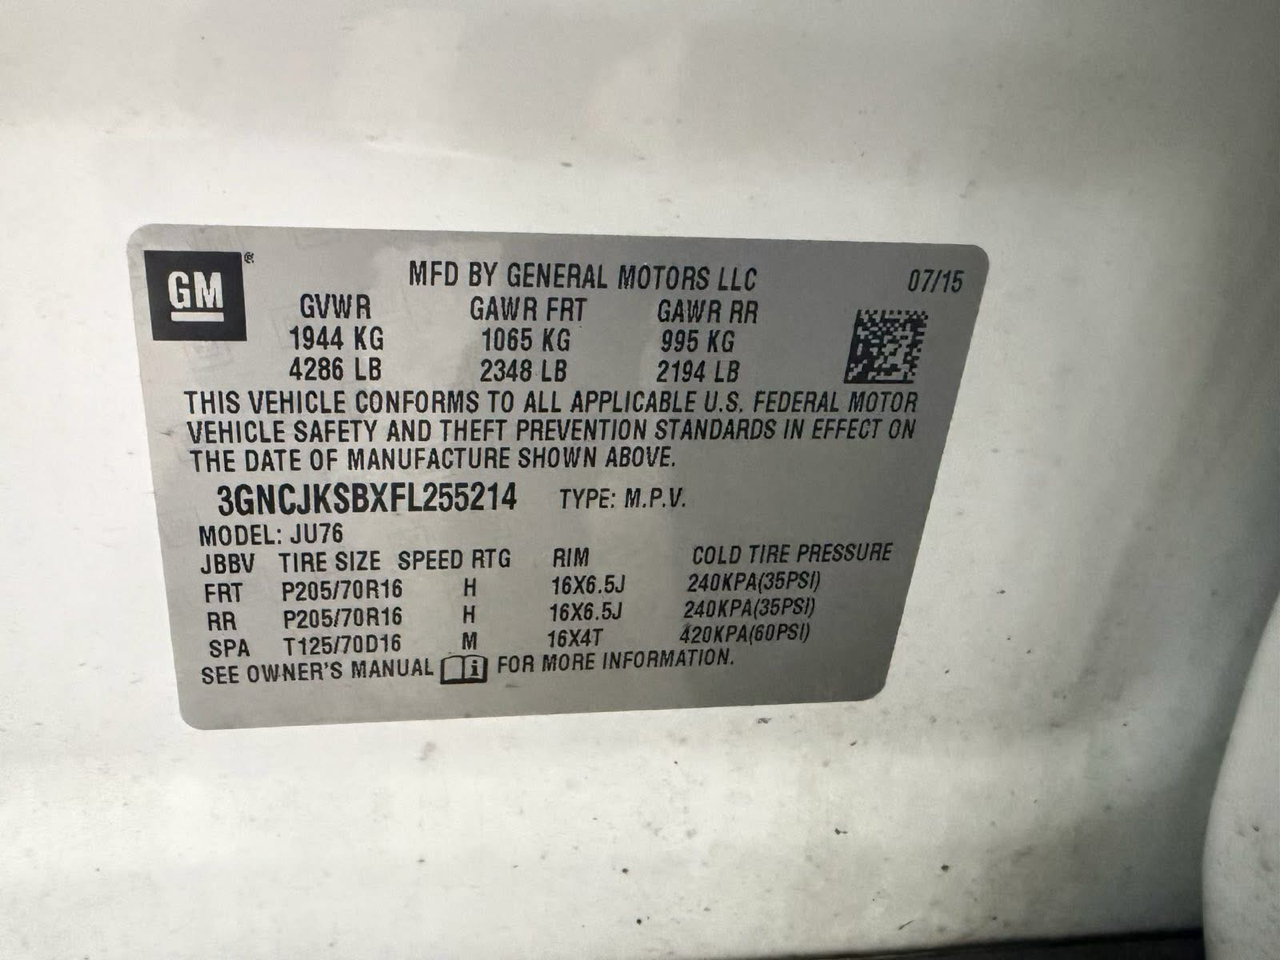 GM ®
MFD BY GENERAL MOTORS LLC 07/15
GVWR GAWR FRT GAWR RR
1944 KG 1065 KG 995 KG
4286 LB 2348 LB 2194 LB
THIS VEHICLE CONFORMS TO ALL APPLICABLE U.S. FEDERAL MOTOR
VEHICLE SAFETY AND THEFT PREVENTION STANDARDS IN EFFECT ON
THE DATE OF MANUFACTURE SHOWN ABOVE.
3GNCJKSBXFL255214 TYPE: M.P.V.
MODEL: JU76
JBBV TIRE SIZE SPEED RTG RIM COLD TIRE PRESSURE
FRT P205/70R16 H 16X6.5J 240KPA(35PSI)
RR P205/70R16 H 16X6.5J 240KPA(35PSI)
SPA T125/70D16 M 16X4T 420KPA(60PSI)
SEE OWNER'S MANUAL i FOR MORE INFORMATION.